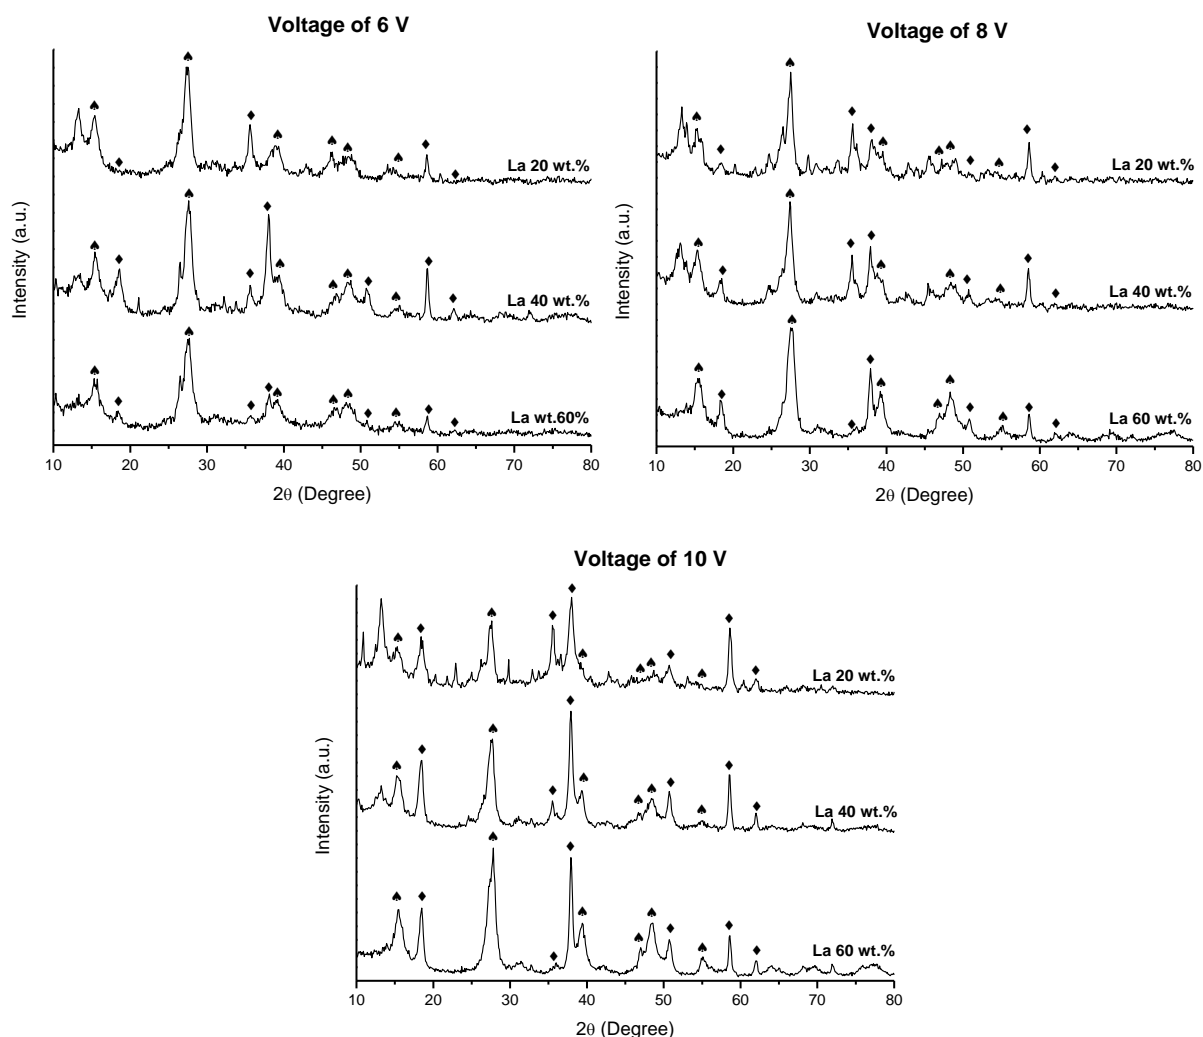 Voltage of 6 V
Intensity (a.u.)
La 20 wt.%
La 40 wt.%
La wt.60%
10 20 30 40 50 60 70 80
2θ (Degree)
Voltage of 8 V
Intensity (a.u.)
La 20 wt.%
La 40 wt.%
La 60 wt.%
10 20 30 40 50 60 70 80
2θ (Degree)
Voltage of 10 V
Intensity (a.u.)
La 20 wt.%
La 40 wt.%
La 60 wt.%
10 20 30 40 50 60 70 80
2θ (Degree)